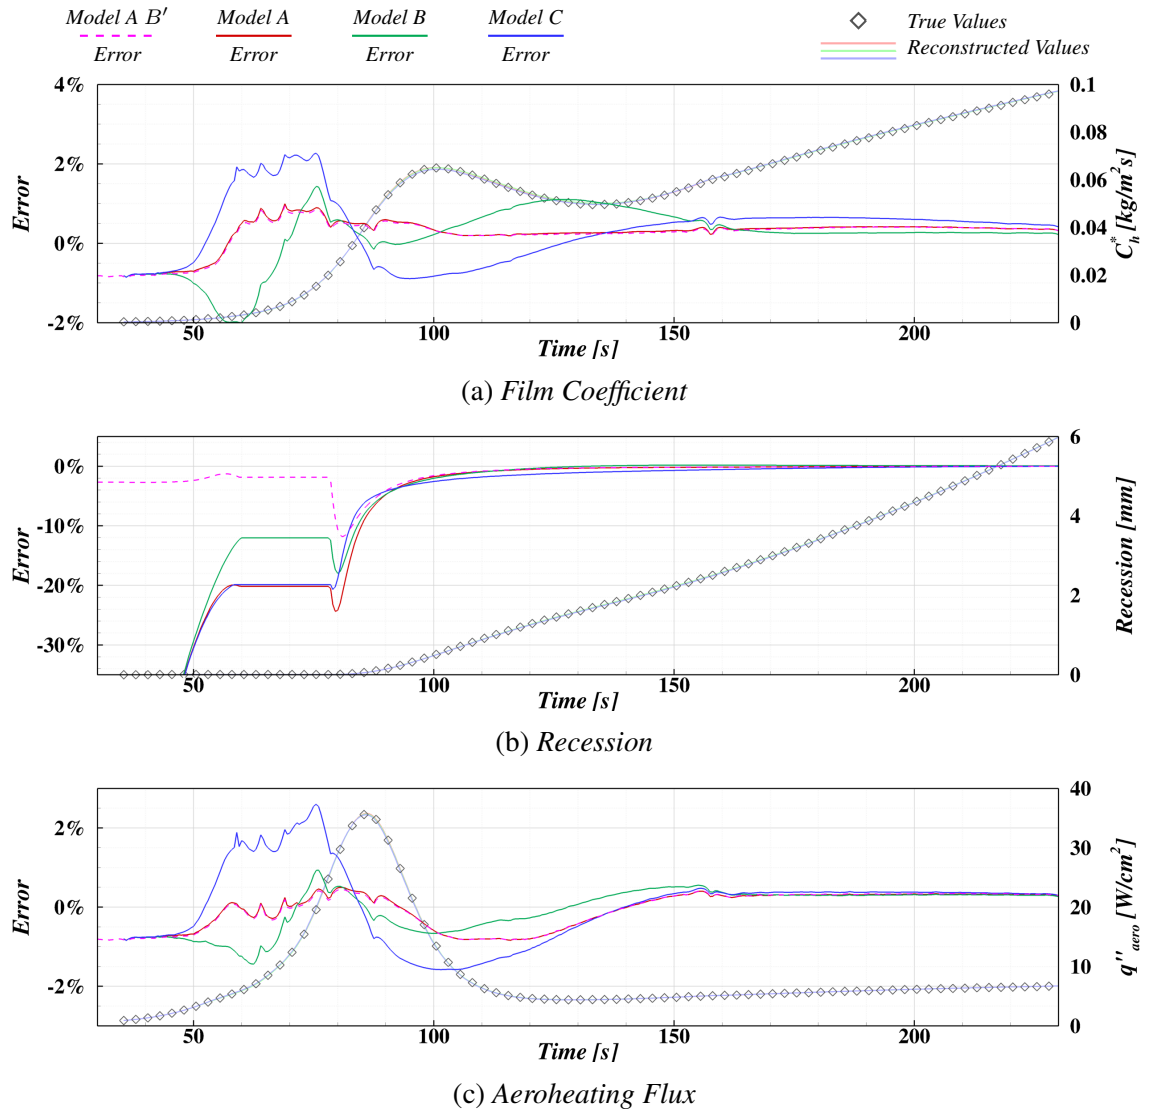 Model A B′ Model A Model B Model C True Values
Error Error Error Error Reconstructed Values
4% 0.1
0.08
2% 0.06
Error
0% 0.04
C*h [kg/m²s]
0.02
-2% 0
50 100 150 200
Time [s]
(a) Film Coefficient
0% 6
-10% 4
Error
Recession [mm]
-20% 2
-30%
0
50 100 150 200
Time [s]
(b) Recession
40
2% 30
Error
0% 20
q''aero [W/cm²]
10
-2%
0
50 100 150 200
Time [s]
(c) Aeroheating Flux